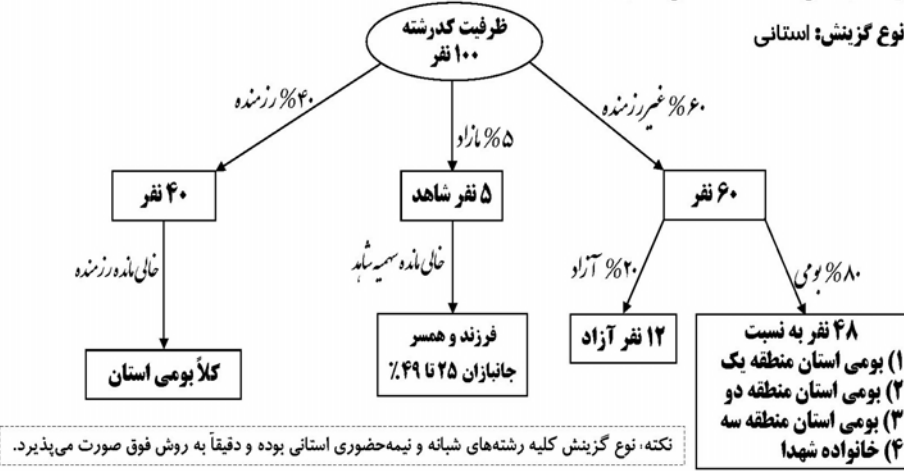 نوع گزینش: استانی
ظرفیت کدرشته
۱۰۰ نفر
۶۰% غیررزمنده
۵% مازاد
۴۰% رزمنده
۶۰ نفر
۵ نفر شاهد
۴۰ نفر
۸۰% بومی
۲۰% آزاد
خالی مانده سهمیه شاهد
خالی مانده رزمنده
۴۸ نفر به نسبت
۱) بومی استان منطقه یک
۲) بومی استان منطقه دو
۳) بومی استان منطقه سه
۴) خانواده شهدا
۱۲ نفر آزاد
فرزند و همسر
جانبازان ۲۵ تا ۴۹٪
کلاً بومی استان
نکته، نوع گزینش کلیه رشته‌های شبانه و نیمه‌حضوری استانی بوده و دقیقاً به روش فوق صورت می‌پذیرد.